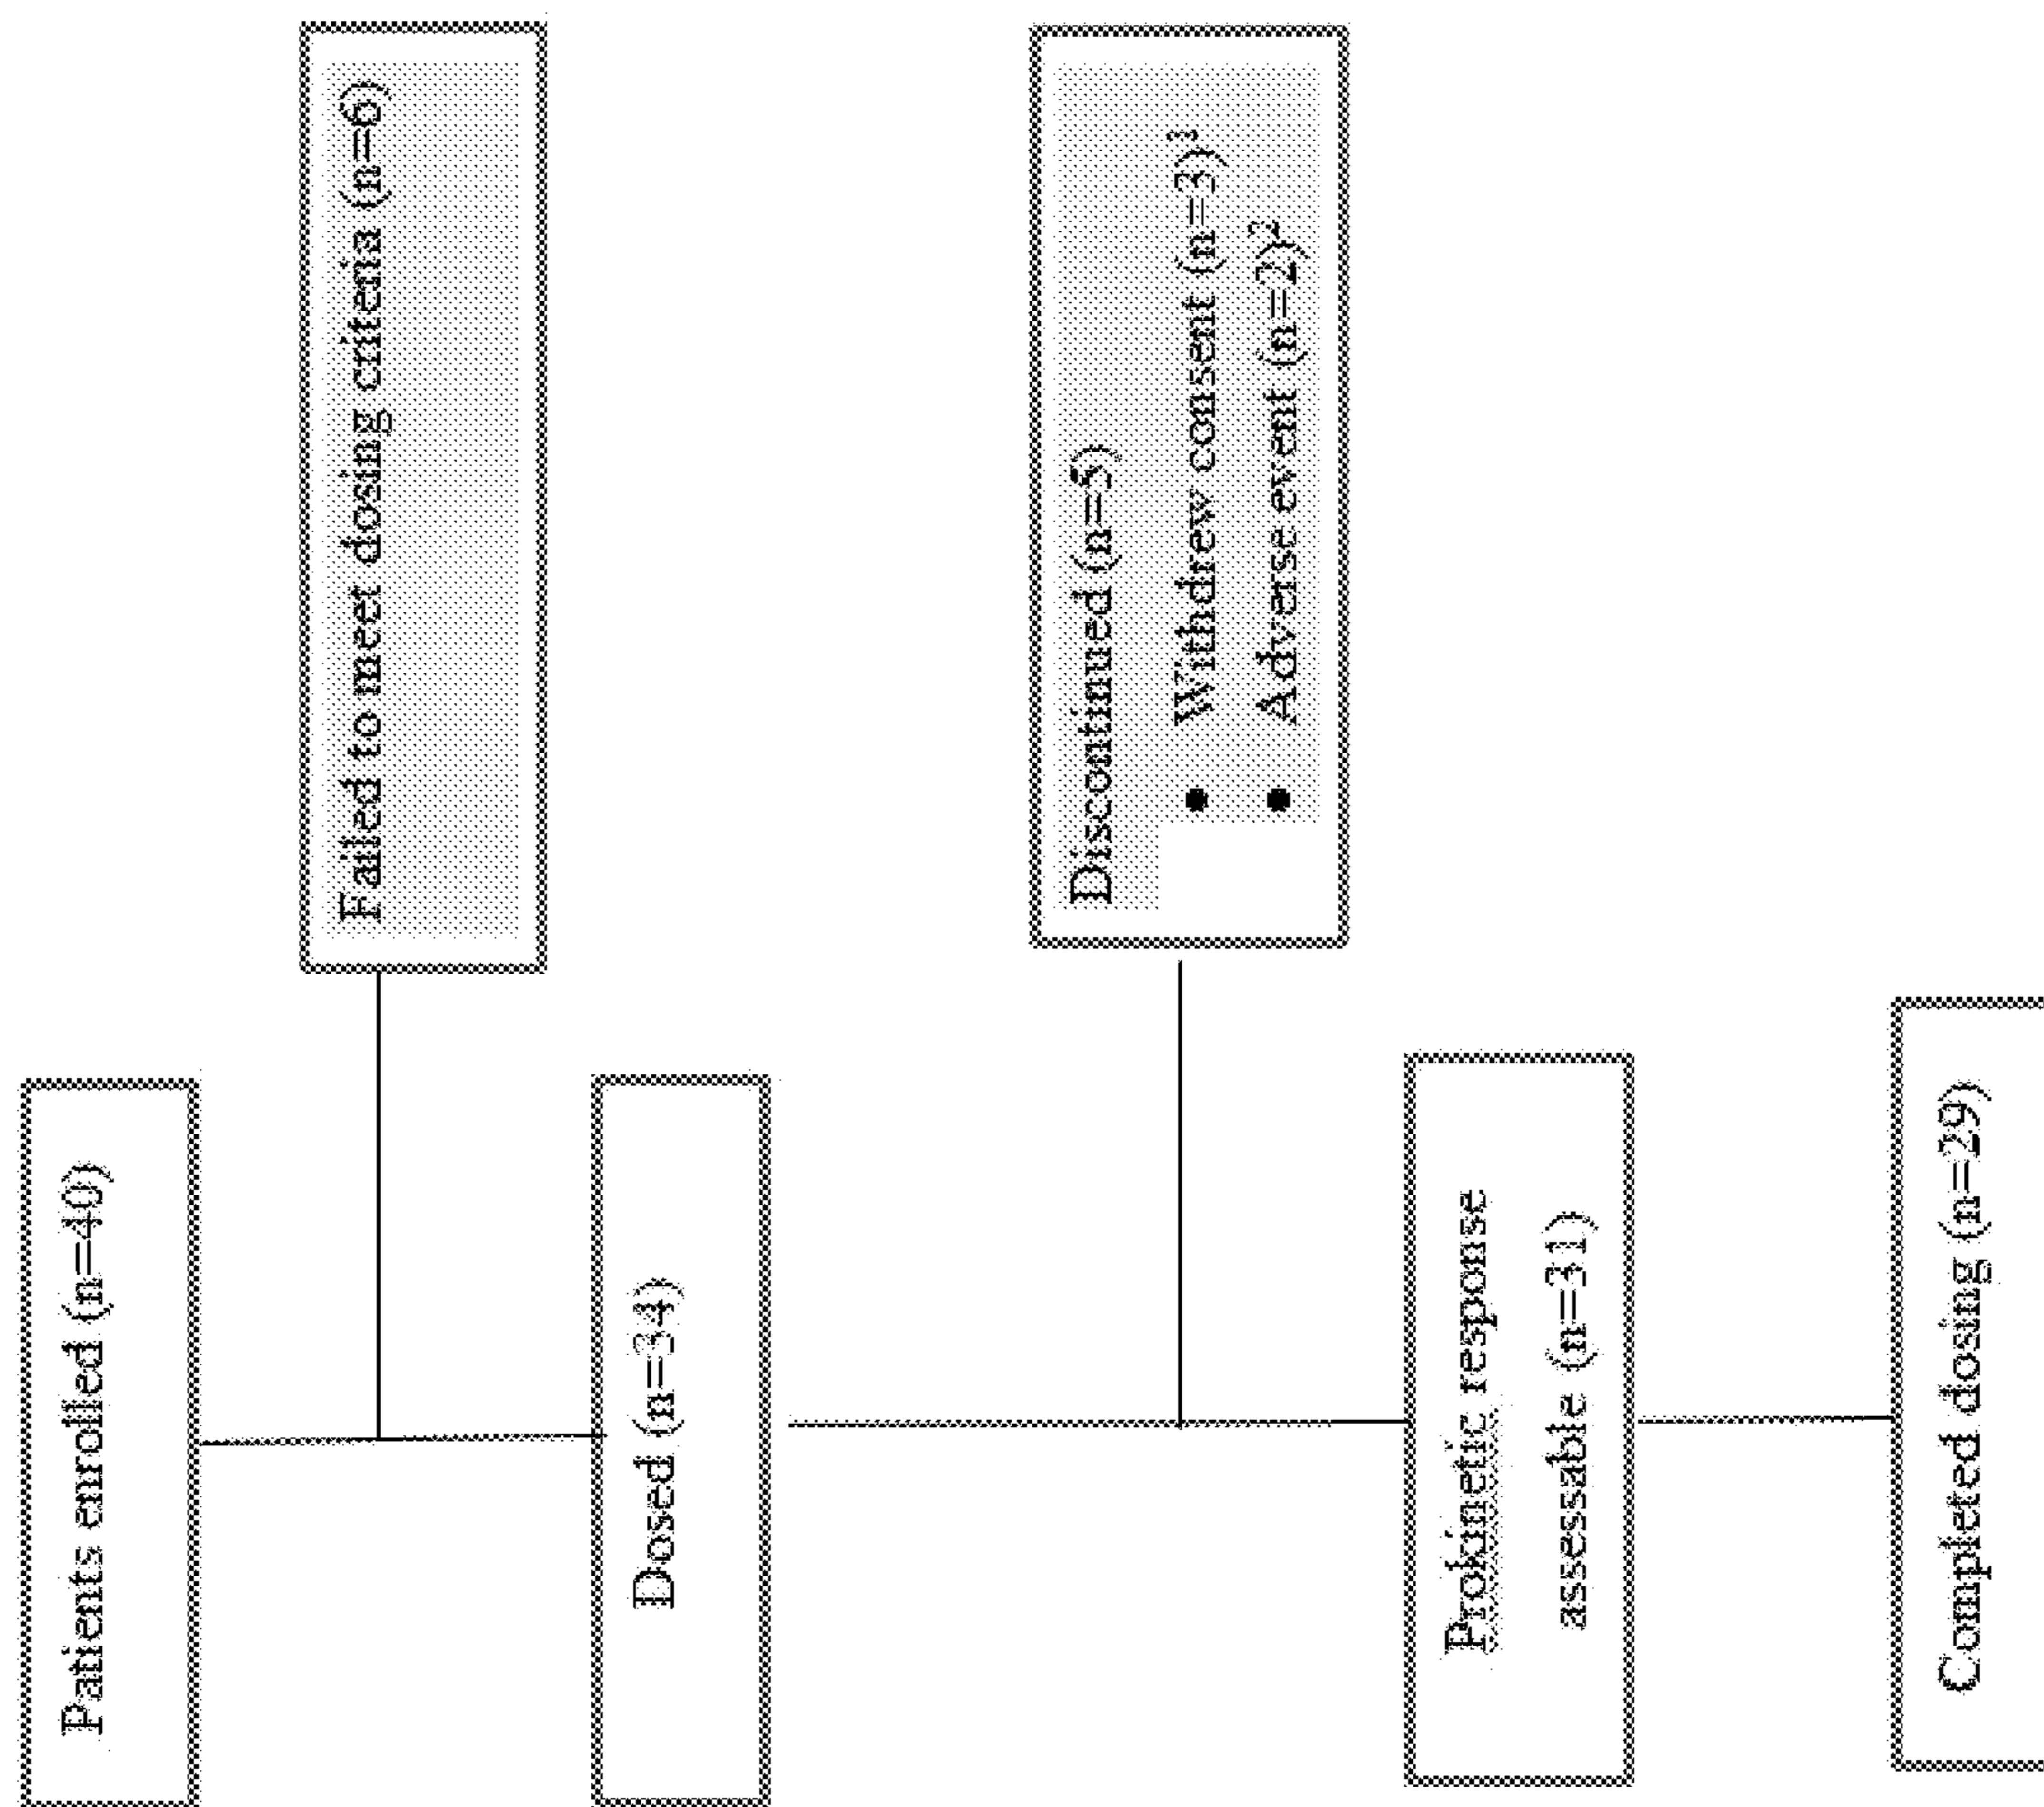 Patients enrolled (n=40)
Failed to meet dosing criteria (n=6)
Dosed (n=34)
Discontinued (n=5)
• Withdrew consent (n=3)¹
• Adverse event (n=2)²
Prokinetic response
assessable (n=31)
Completed dosing (n=29)